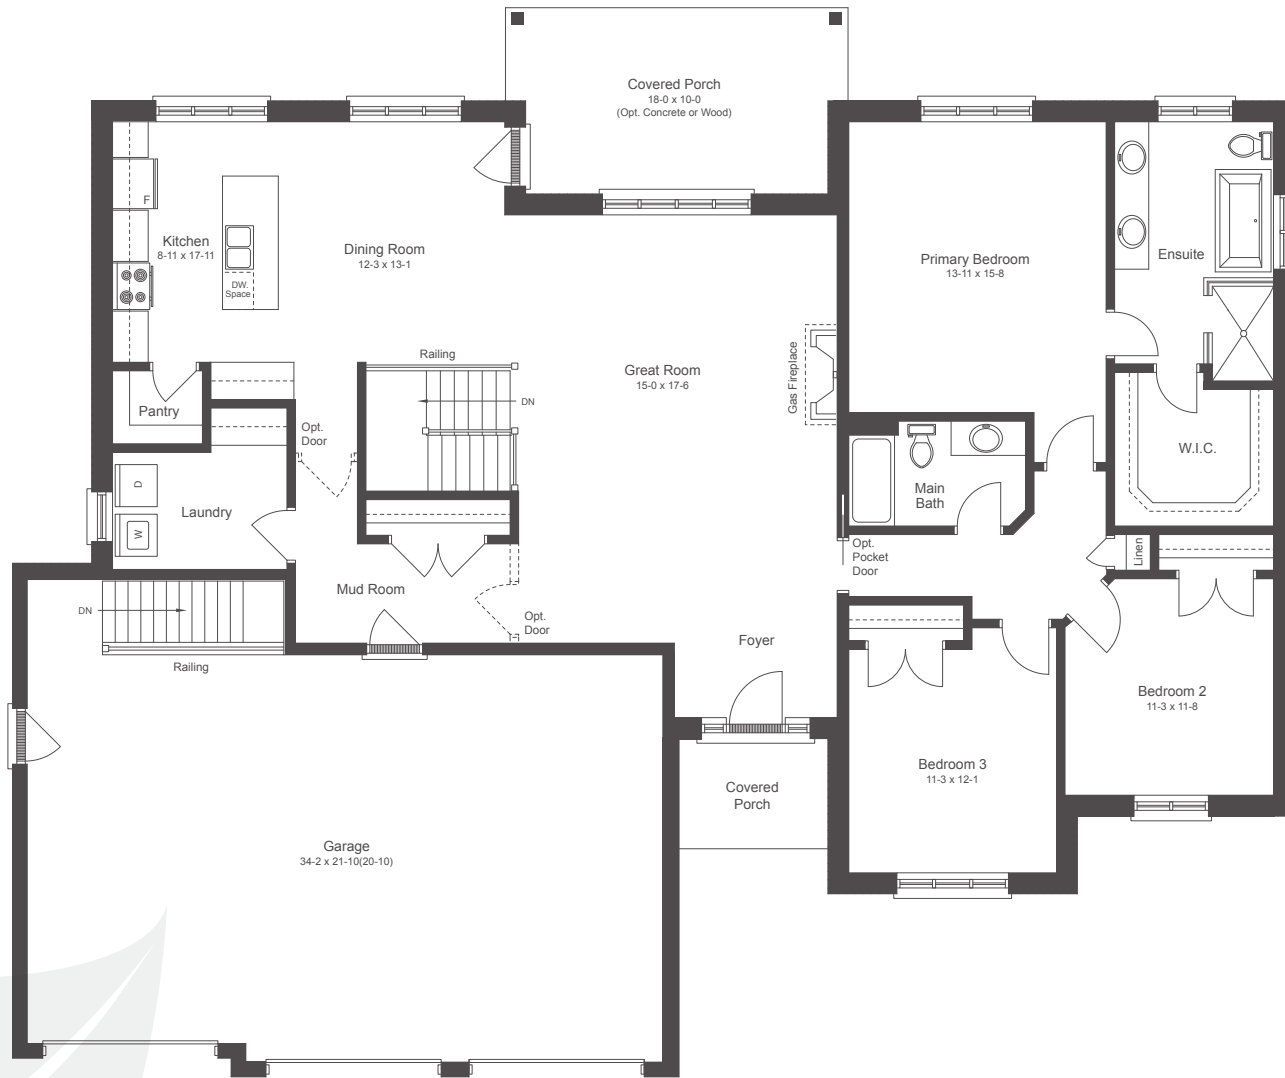 Covered Porch
18-0 x 10-0
(Opt. Concrete or Wood)
F
Kitchen
8-11 x 17-11
DW.
Space
Dining Room
12-3 x 13-1
Primary Bedroom
13-11 x 15-8
Ensuite
Railing
DN
Great Room
15-0 x 17-6
Gas Fireplace
Pantry
Opt.
Door
W.I.C.
D
W
Laundry
Main
Bath
Opt.
Pocket
Door
Linen
Mud Room
Opt.
Door
DN
Railing
Foyer
Bedroom 2
11-3 x 11-8
Bedroom 3
11-3 x 12-1
Covered
Porch
Garage
34-2 x 21-10(20-10)